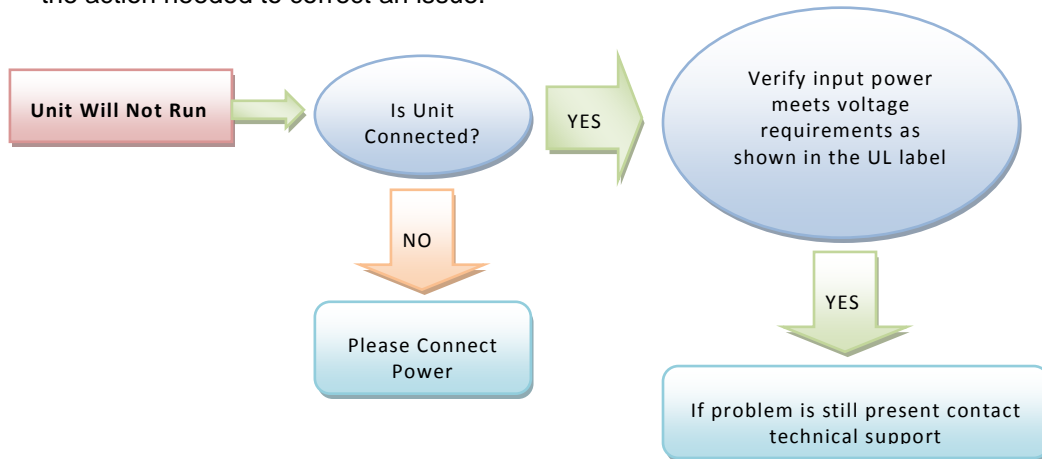 the action needed to correct an issue.
Unit Will Not Run
Is Unit
Connected?
YES
Verify input power
meets voltage
requirements as
shown in the UL label
NO
YES
Please Connect
Power
If problem is still present contact
technical support